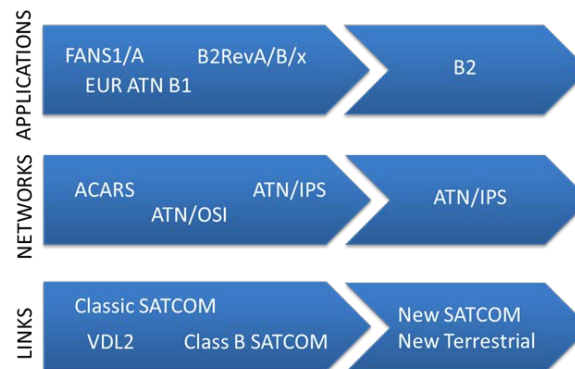 APPLICATIONS
FANS1/A B2RevA/B/x
EUR ATN B1
B2
NETWORKS
ACARS ATN/IPS
ATN/OSI
ATN/IPS
LINKS
Classic SATCOM
VDL2 Class B SATCOM
New SATCOM
New Terrestrial